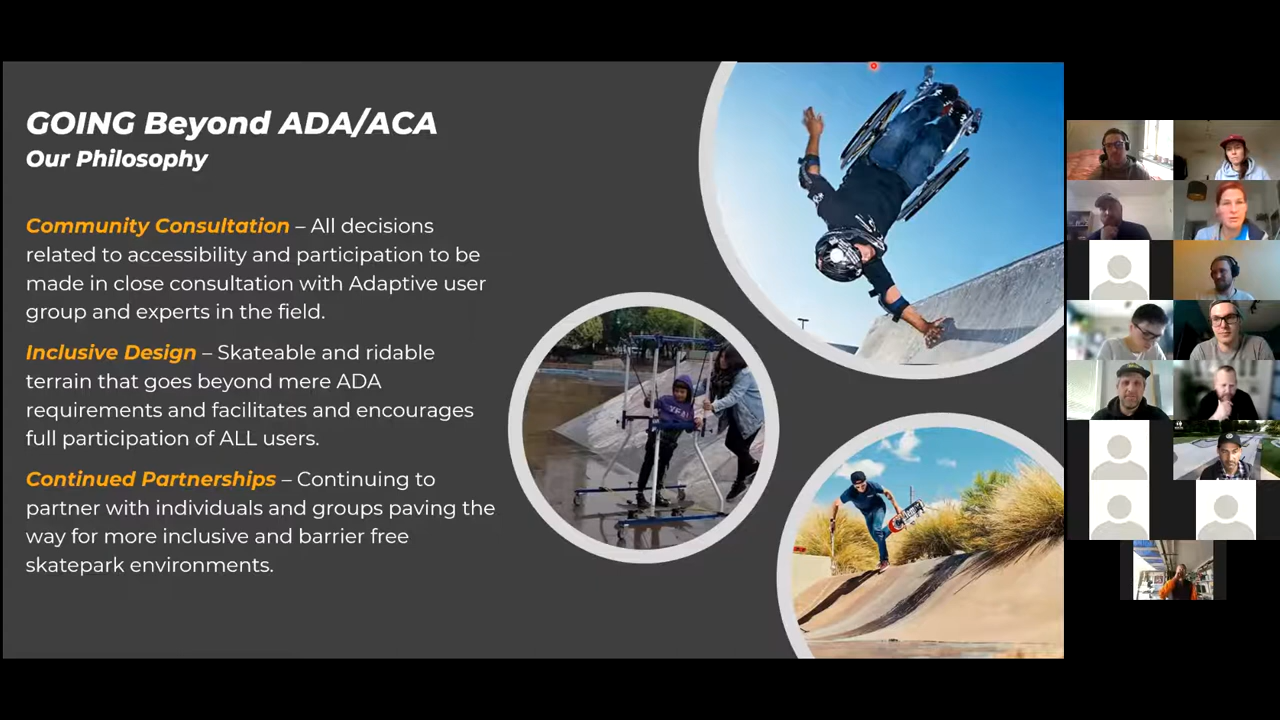 GOING Beyond ADA/ACA
Our Philosophy
Community Consultation – All decisions
related to accessibility and participation to be
made in close consultation with Adaptive user
group and experts in the field.
Inclusive Design – Skateable and ridable
terrain that goes beyond mere ADA
requirements and facilitates and encourages
full participation of ALL users.
Continued Partnerships – Continuing to
partner with individuals and groups paving the
way for more inclusive and barrier free
skatepark environments.